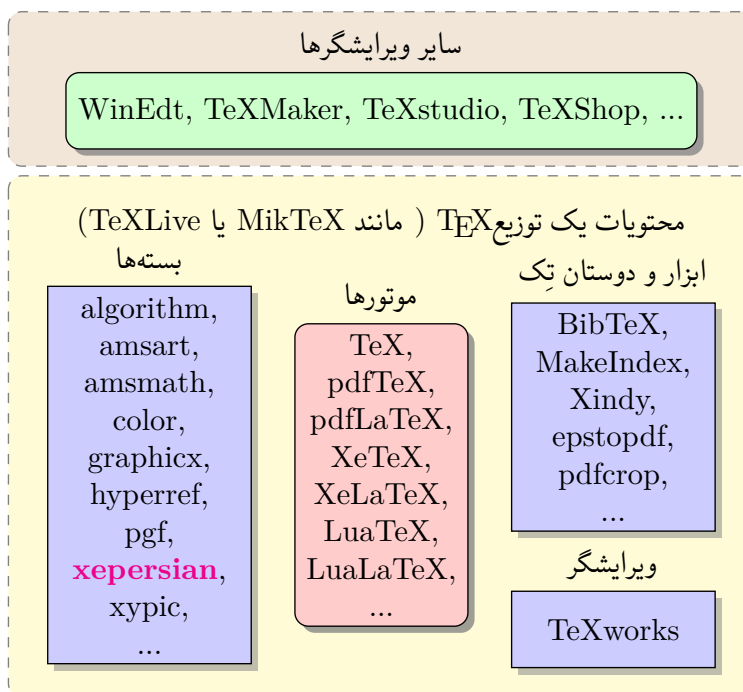 سایر ویرایشگرها
WinEdt, TeXMaker, TeXstudio, TeXShop, ...
محتویات یک توزیع TEX ( مانند MikTeX یا TeXLive)
ابزار و دوستان تِک
BibTeX,
MakeIndex,
Xindy,
epstopdf,
pdfcrop,
...
ویرایشگر
TeXworks
موتورها
TeX,
pdfTeX,
pdfLaTeX,
XeTeX,
XeLaTeX,
LuaTeX,
LuaLaTeX,
...
بسته‌ها
algorithm,
amsart,
amsmath,
color,
graphicx,
hyperref,
pgf,
xepersian,
xypic,
...